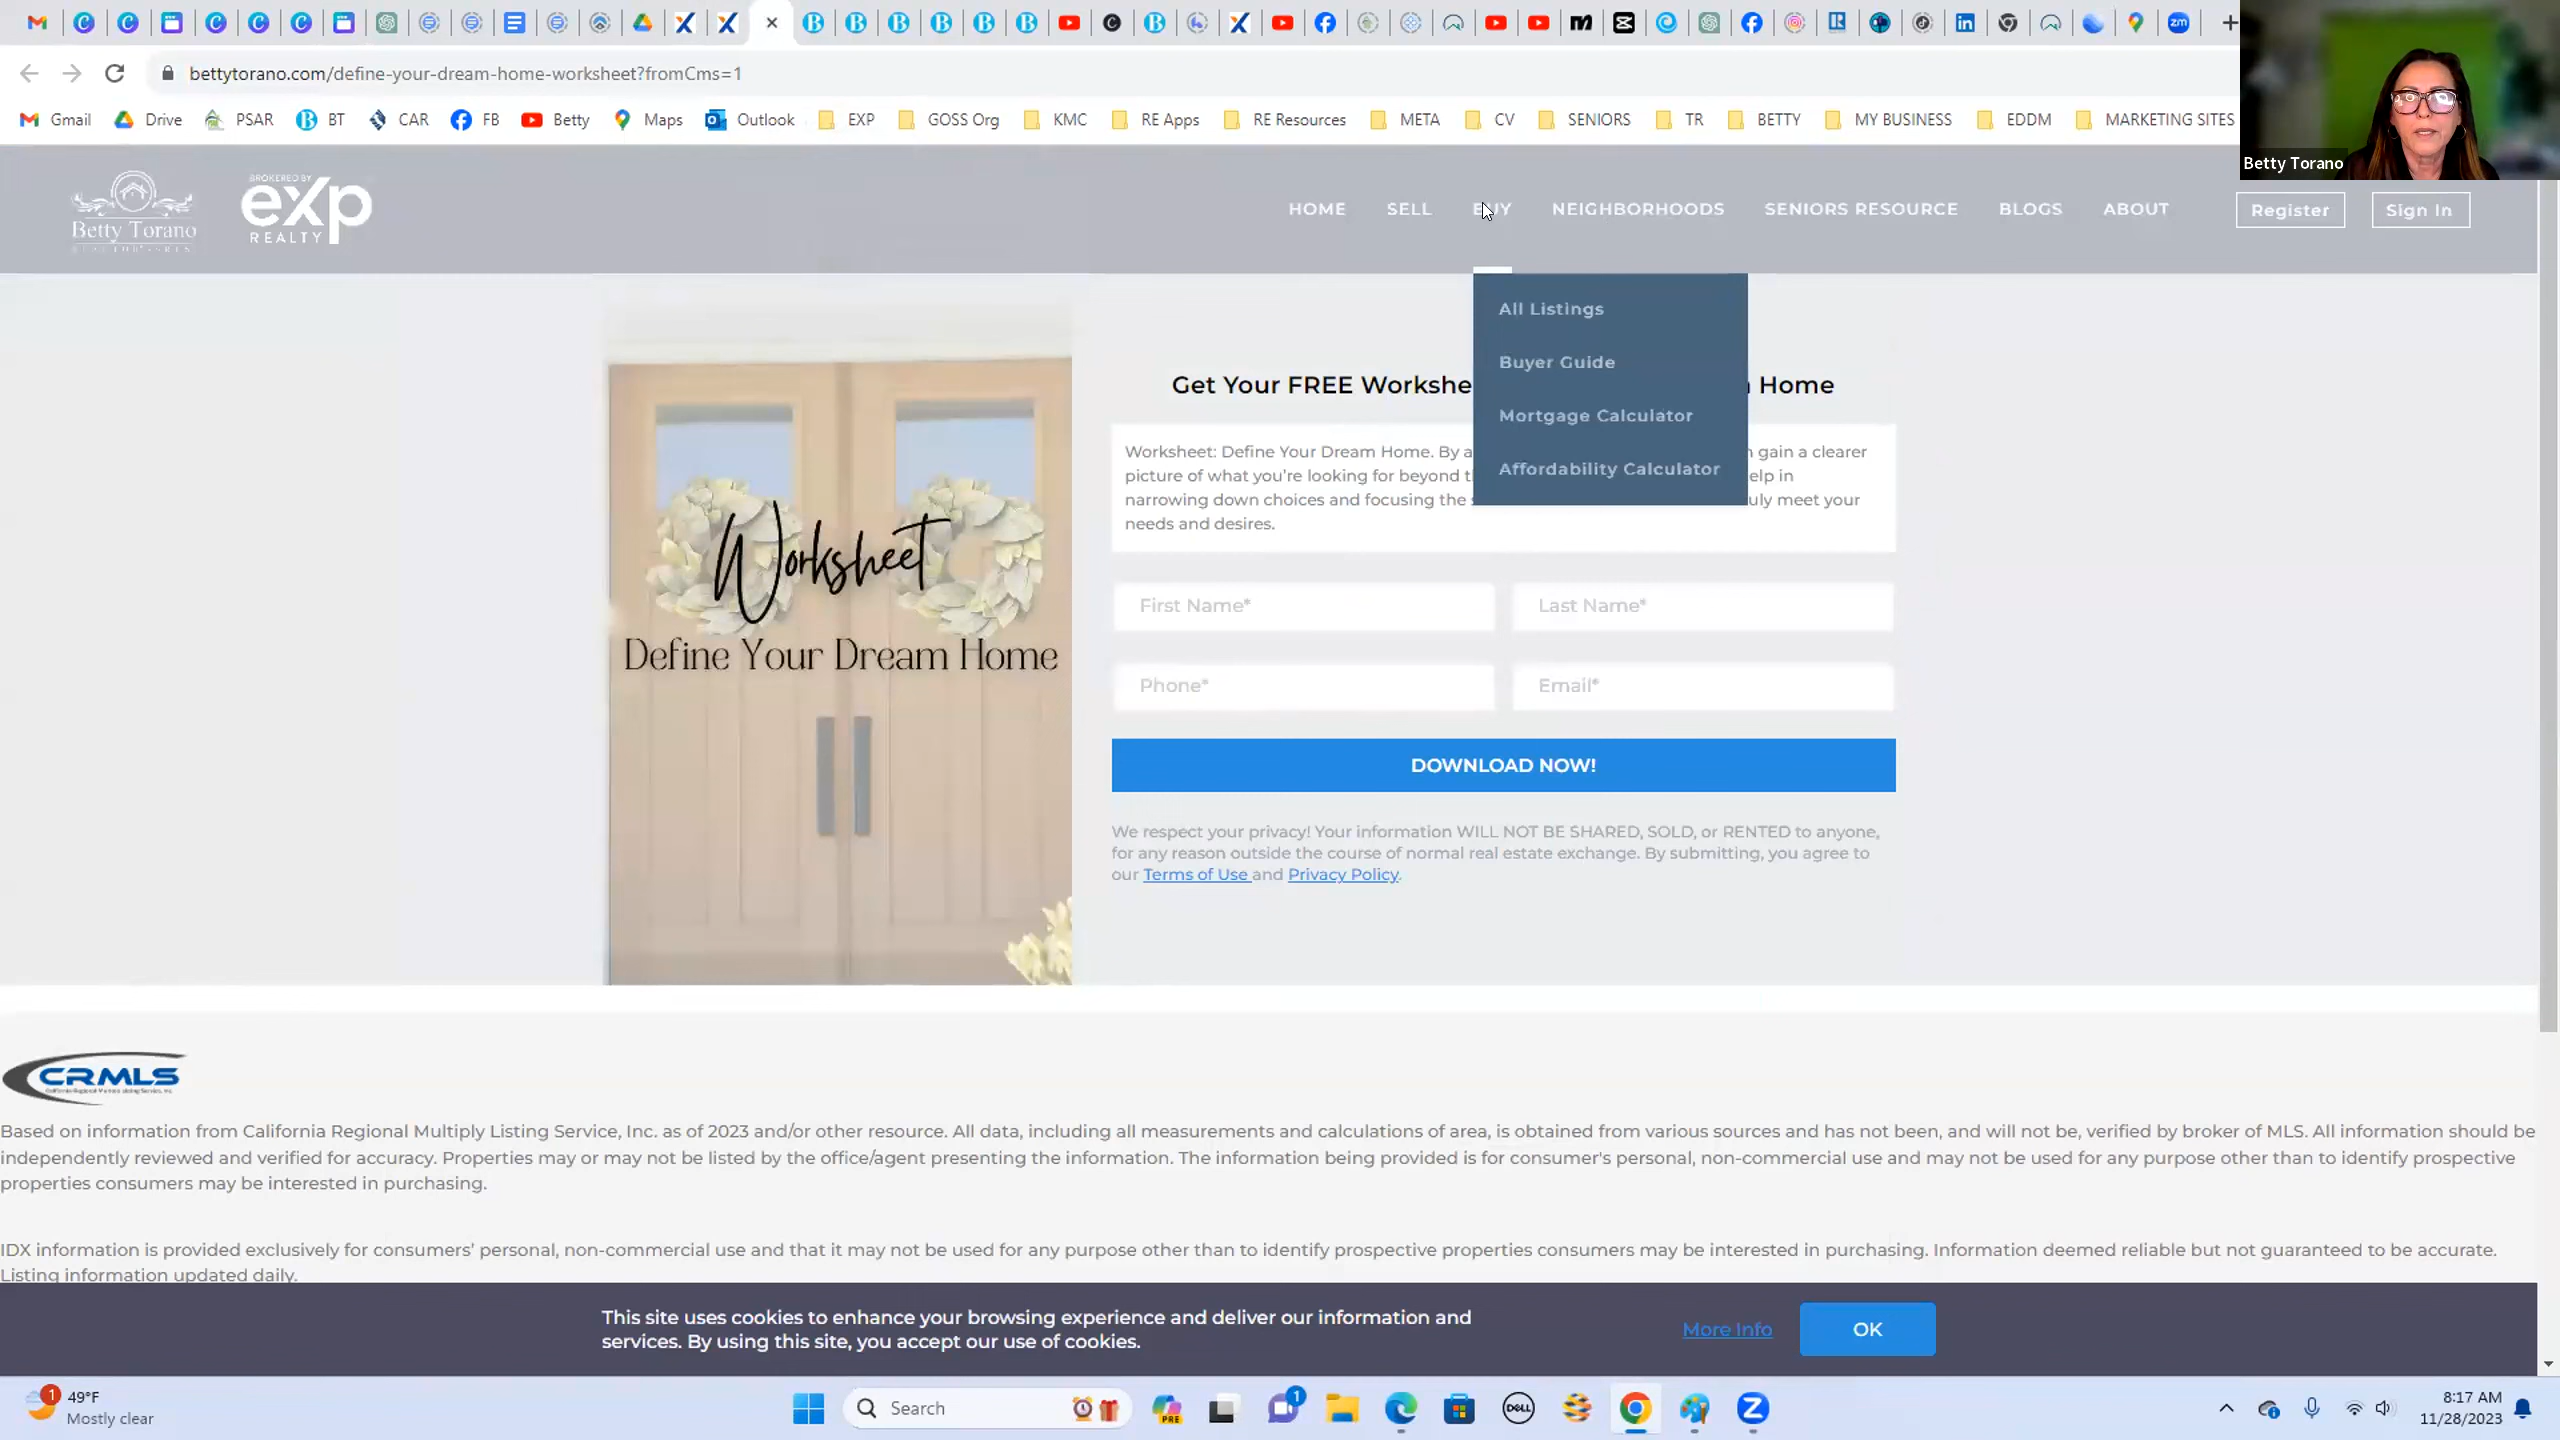 bettytorano.com/define-your-dream-home-worksheet?fromCms=1
Gmail Drive PSAR BT CAR FB Betty Maps Outlook EXP GOSS Org KMC RE Apps RE Resources META CV SENIORS TR BETTY MY BUSINESS EDDM MARKETING SITES
Betty Torano
Betty Torano
BROKERED BY
eXp
REALTY
HOME SELL BUY NEIGHBORHOODS SENIORS RESOURCE BLOGS ABOUT Register Sign In
All Listings
Buyer Guide
Mortgage Calculator
Affordability Calculator
Worksheet
Define Your Dream Home
Get Your FREE Workshe Home
Worksheet: Define Your Dream Home. By a gain a clearer
picture of what you're looking for beyond elp in
narrowing down choices and focusing the uly meet your
needs and desires.
First Name* Last Name*
Phone* Email*
DOWNLOAD NOW!
We respect your privacy! Your information WILL NOT BE SHARED, SOLD, or RENTED to anyone,
for any reason outside the course of normal real estate exchange. By submitting, you agree to
our Terms of Use and Privacy Policy.
CRMLS
Based on information from California Regional Multiply Listing Service, Inc. as of 2023 and/or other resource. All data, including all measurements and calculations of area, is obtained from various sources and has not been, and will not be, verified by broker of MLS. All information should be
independently reviewed and verified for accuracy. Properties may or may not be listed by the office/agent presenting the information. The information being provided is for consumer's personal, non-commercial use and may not be used for any purpose other than to identify prospective
properties consumers may be interested in purchasing.
IDX information is provided exclusively for consumers' personal, non-commercial use and that it may not be used for any purpose other than to identify prospective properties consumers may be interested in purchasing. Information deemed reliable but not guaranteed to be accurate.
Listing information updated daily.
This site uses cookies to enhance your browsing experience and deliver our information and
services. By using this site, you accept our use of cookies.
More Info OK
1 49°F
Mostly clear
Search
PRE
1
DELL
8:17 AM
11/28/2023